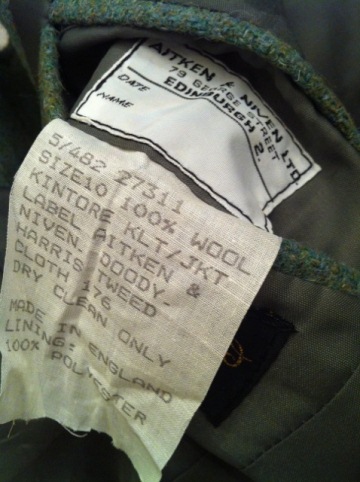 AITKEN & NIVEN LTD
79 GEORGE STREET
EDINBURGH 2.
DATE
NAME
5/482 27311
SIZE10 100% WOOL
KINTORE KLT/JKT
LABEL AITKEN &
NIVEN. DOODY.
HARRIS TWEED
CLOTH 176
DRY CLEAN ONLY
MADE IN ENGLAND
LINING:
100% POLYESTER